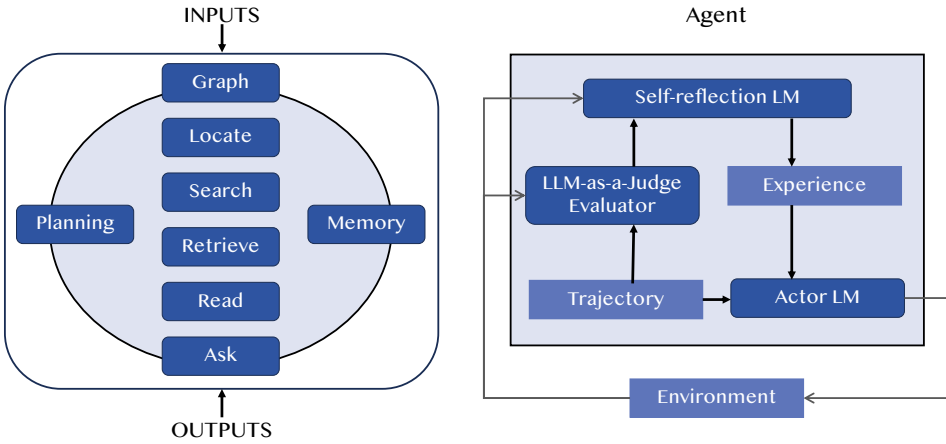 INPUTS
Graph
Locate
Search
Planning
Memory
Retrieve
Read
Ask
OUTPUTS
Agent
Self-reflection LM
LLM-as-a-Judge
Evaluator
Experience
Trajectory
Actor LM
Environment